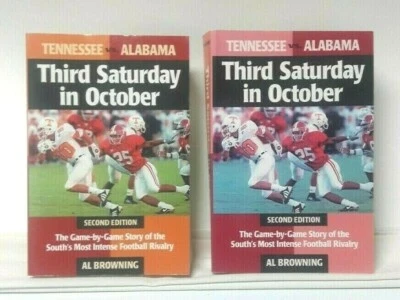 TENNESSEE vs. ALABAMA
Third Saturday
in October
SECOND EDITION
The Game-by-Game Story of the
South's Most Intense Football Rivalry
AL BROWNING
TENNESSEE vs. ALABAMA
Third Saturday
in October
SECOND EDITION
The Game-by-Game Story of the
South's Most Intense Football Rivalry
AL BROWNING